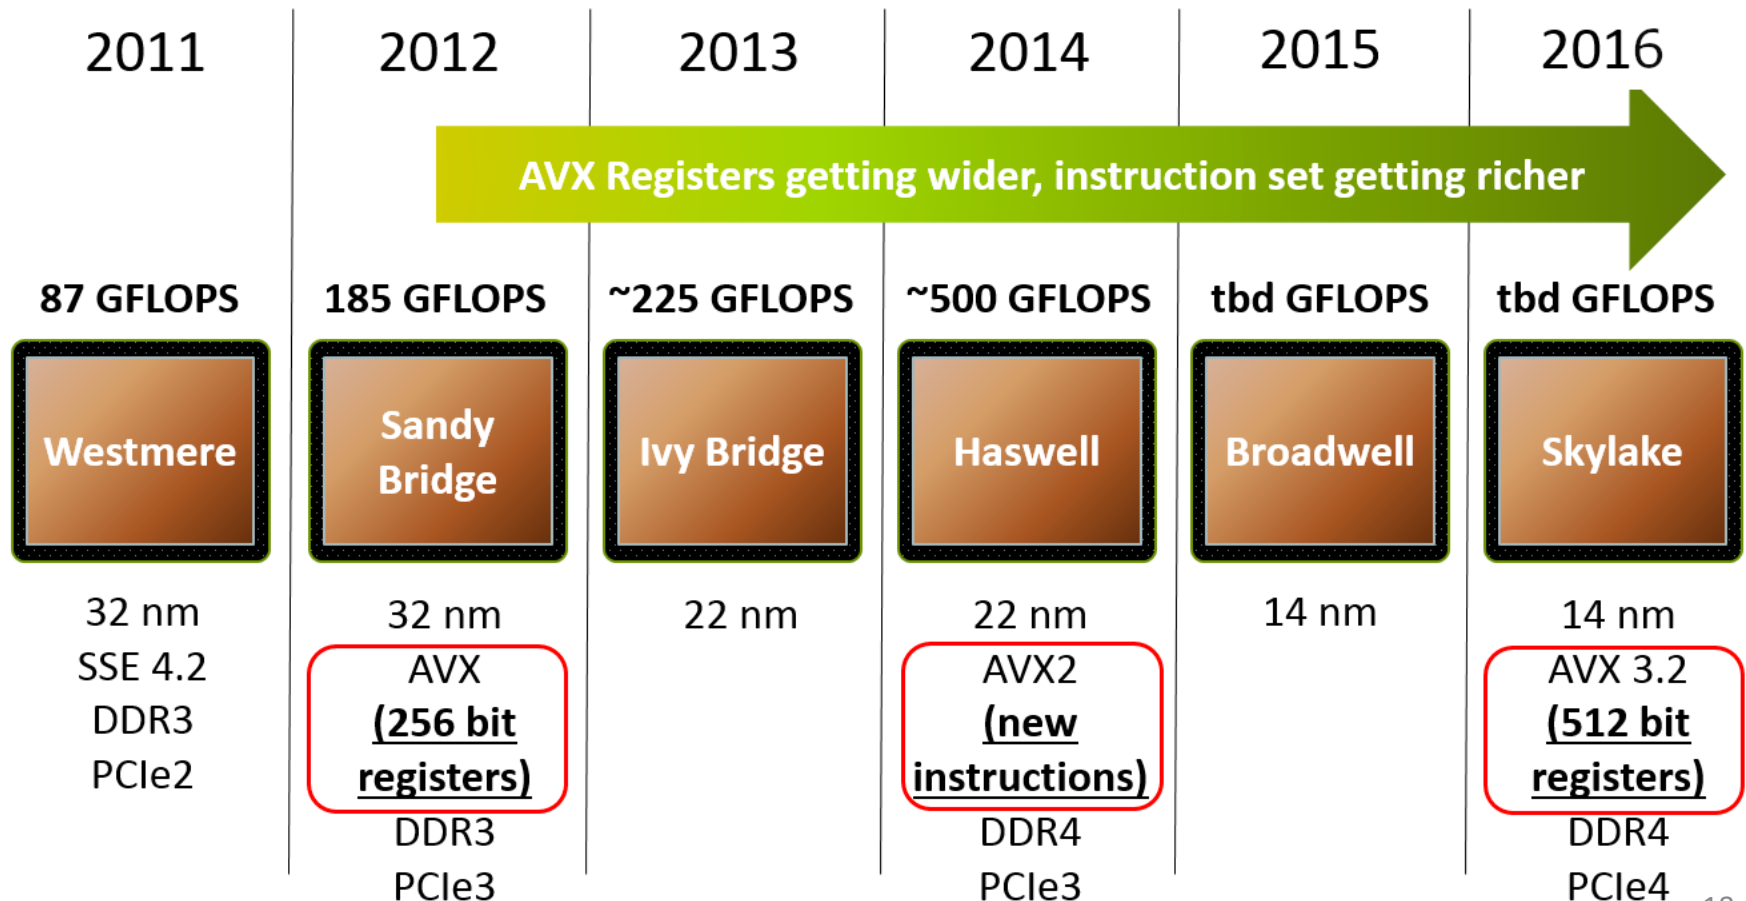 2011
2012
2013
2014
2015
2016
AVX Registers getting wider, instruction set getting richer
87 GFLOPS
185 GFLOPS
~225 GFLOPS
~500 GFLOPS
tbd GFLOPS
tbd GFLOPS
Westmere
Sandy
Bridge
Ivy Bridge
Haswell
Broadwell
Skylake
32 nm
SSE 4.2
DDR3
PCIe2
32 nm
AVX
(256 bit
registers)
DDR3
PCIe3
22 nm
22 nm
AVX2
(new
instructions)
DDR4
PCIe3
14 nm
14 nm
AVX 3.2
(512 bit
registers)
DDR4
PCIe4